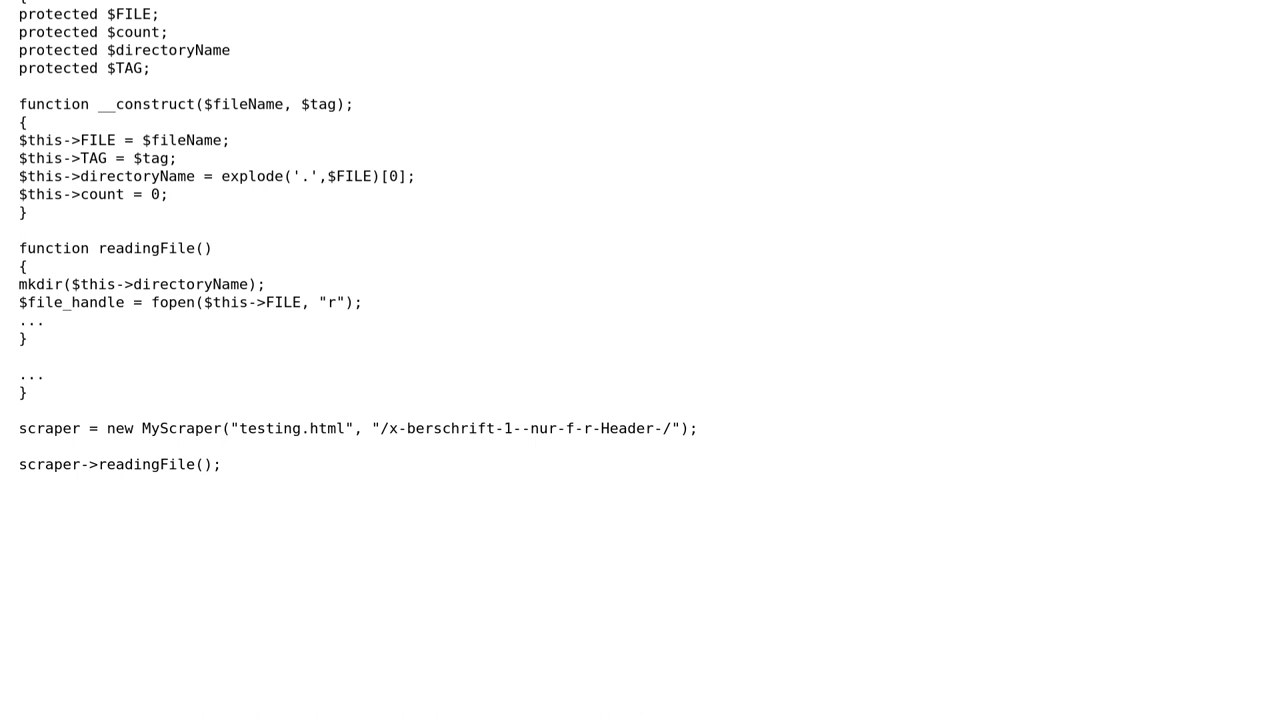 {
protected $FILE;
protected $count;
protected $directoryName
protected $TAG;

function __construct($fileName, $tag);
{
$this->FILE = $fileName;
$this->TAG = $tag;
$this->directoryName = explode('.',$FILE)[0];
$this->count = 0;
}

function readingFile()
{
mkdir($this->directoryName);
$file_handle = fopen($this->FILE, "r");
...
}

...
}

scraper = new MyScraper("testing.html", "/x-berschrift-1--nur-f-r-Header-/");

scraper->readingFile();